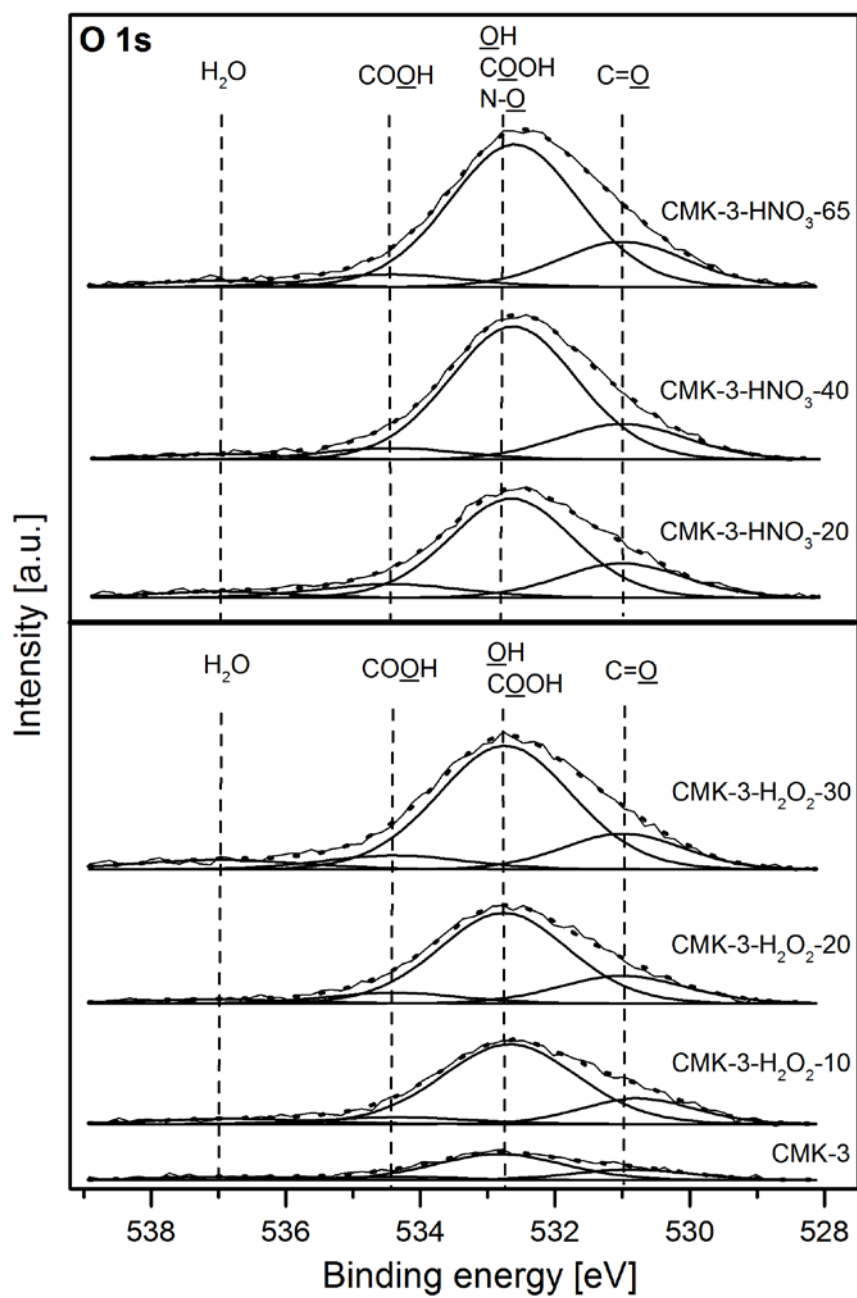 O 1s
H₂O
COOH
OH
COOH
N-O
C=O
CMK-3-HNO₃-65
CMK-3-HNO₃-40
CMK-3-HNO₃-20
H₂O
COOH
OH
COOH
C=O
CMK-3-H₂O₂-30
CMK-3-H₂O₂-20
CMK-3-H₂O₂-10
CMK-3
Intensity [a.u.]
538 536 534 532 530 528
Binding energy [eV]